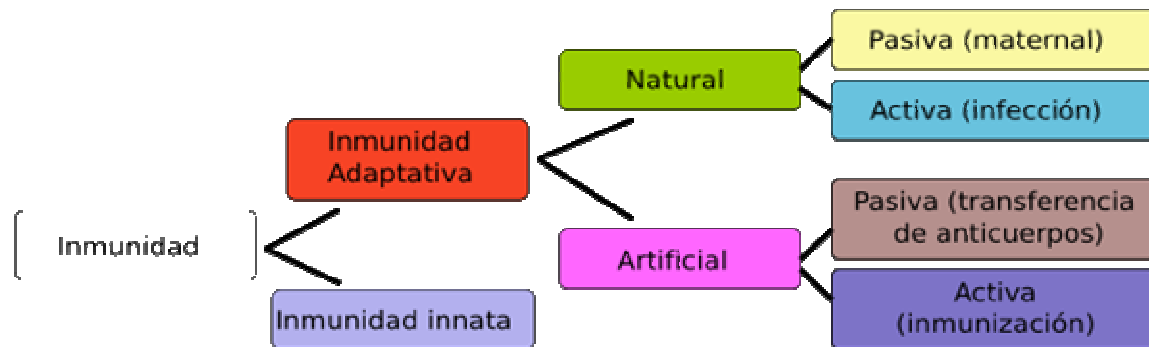 Pasiva (maternal)
Natural
Activa (infección)
Inmunidad
Adaptativa
Pasiva (transferencia
de anticuerpos)
Inmunidad
Artificial
Activa
(inmunización)
Inmunidad innata